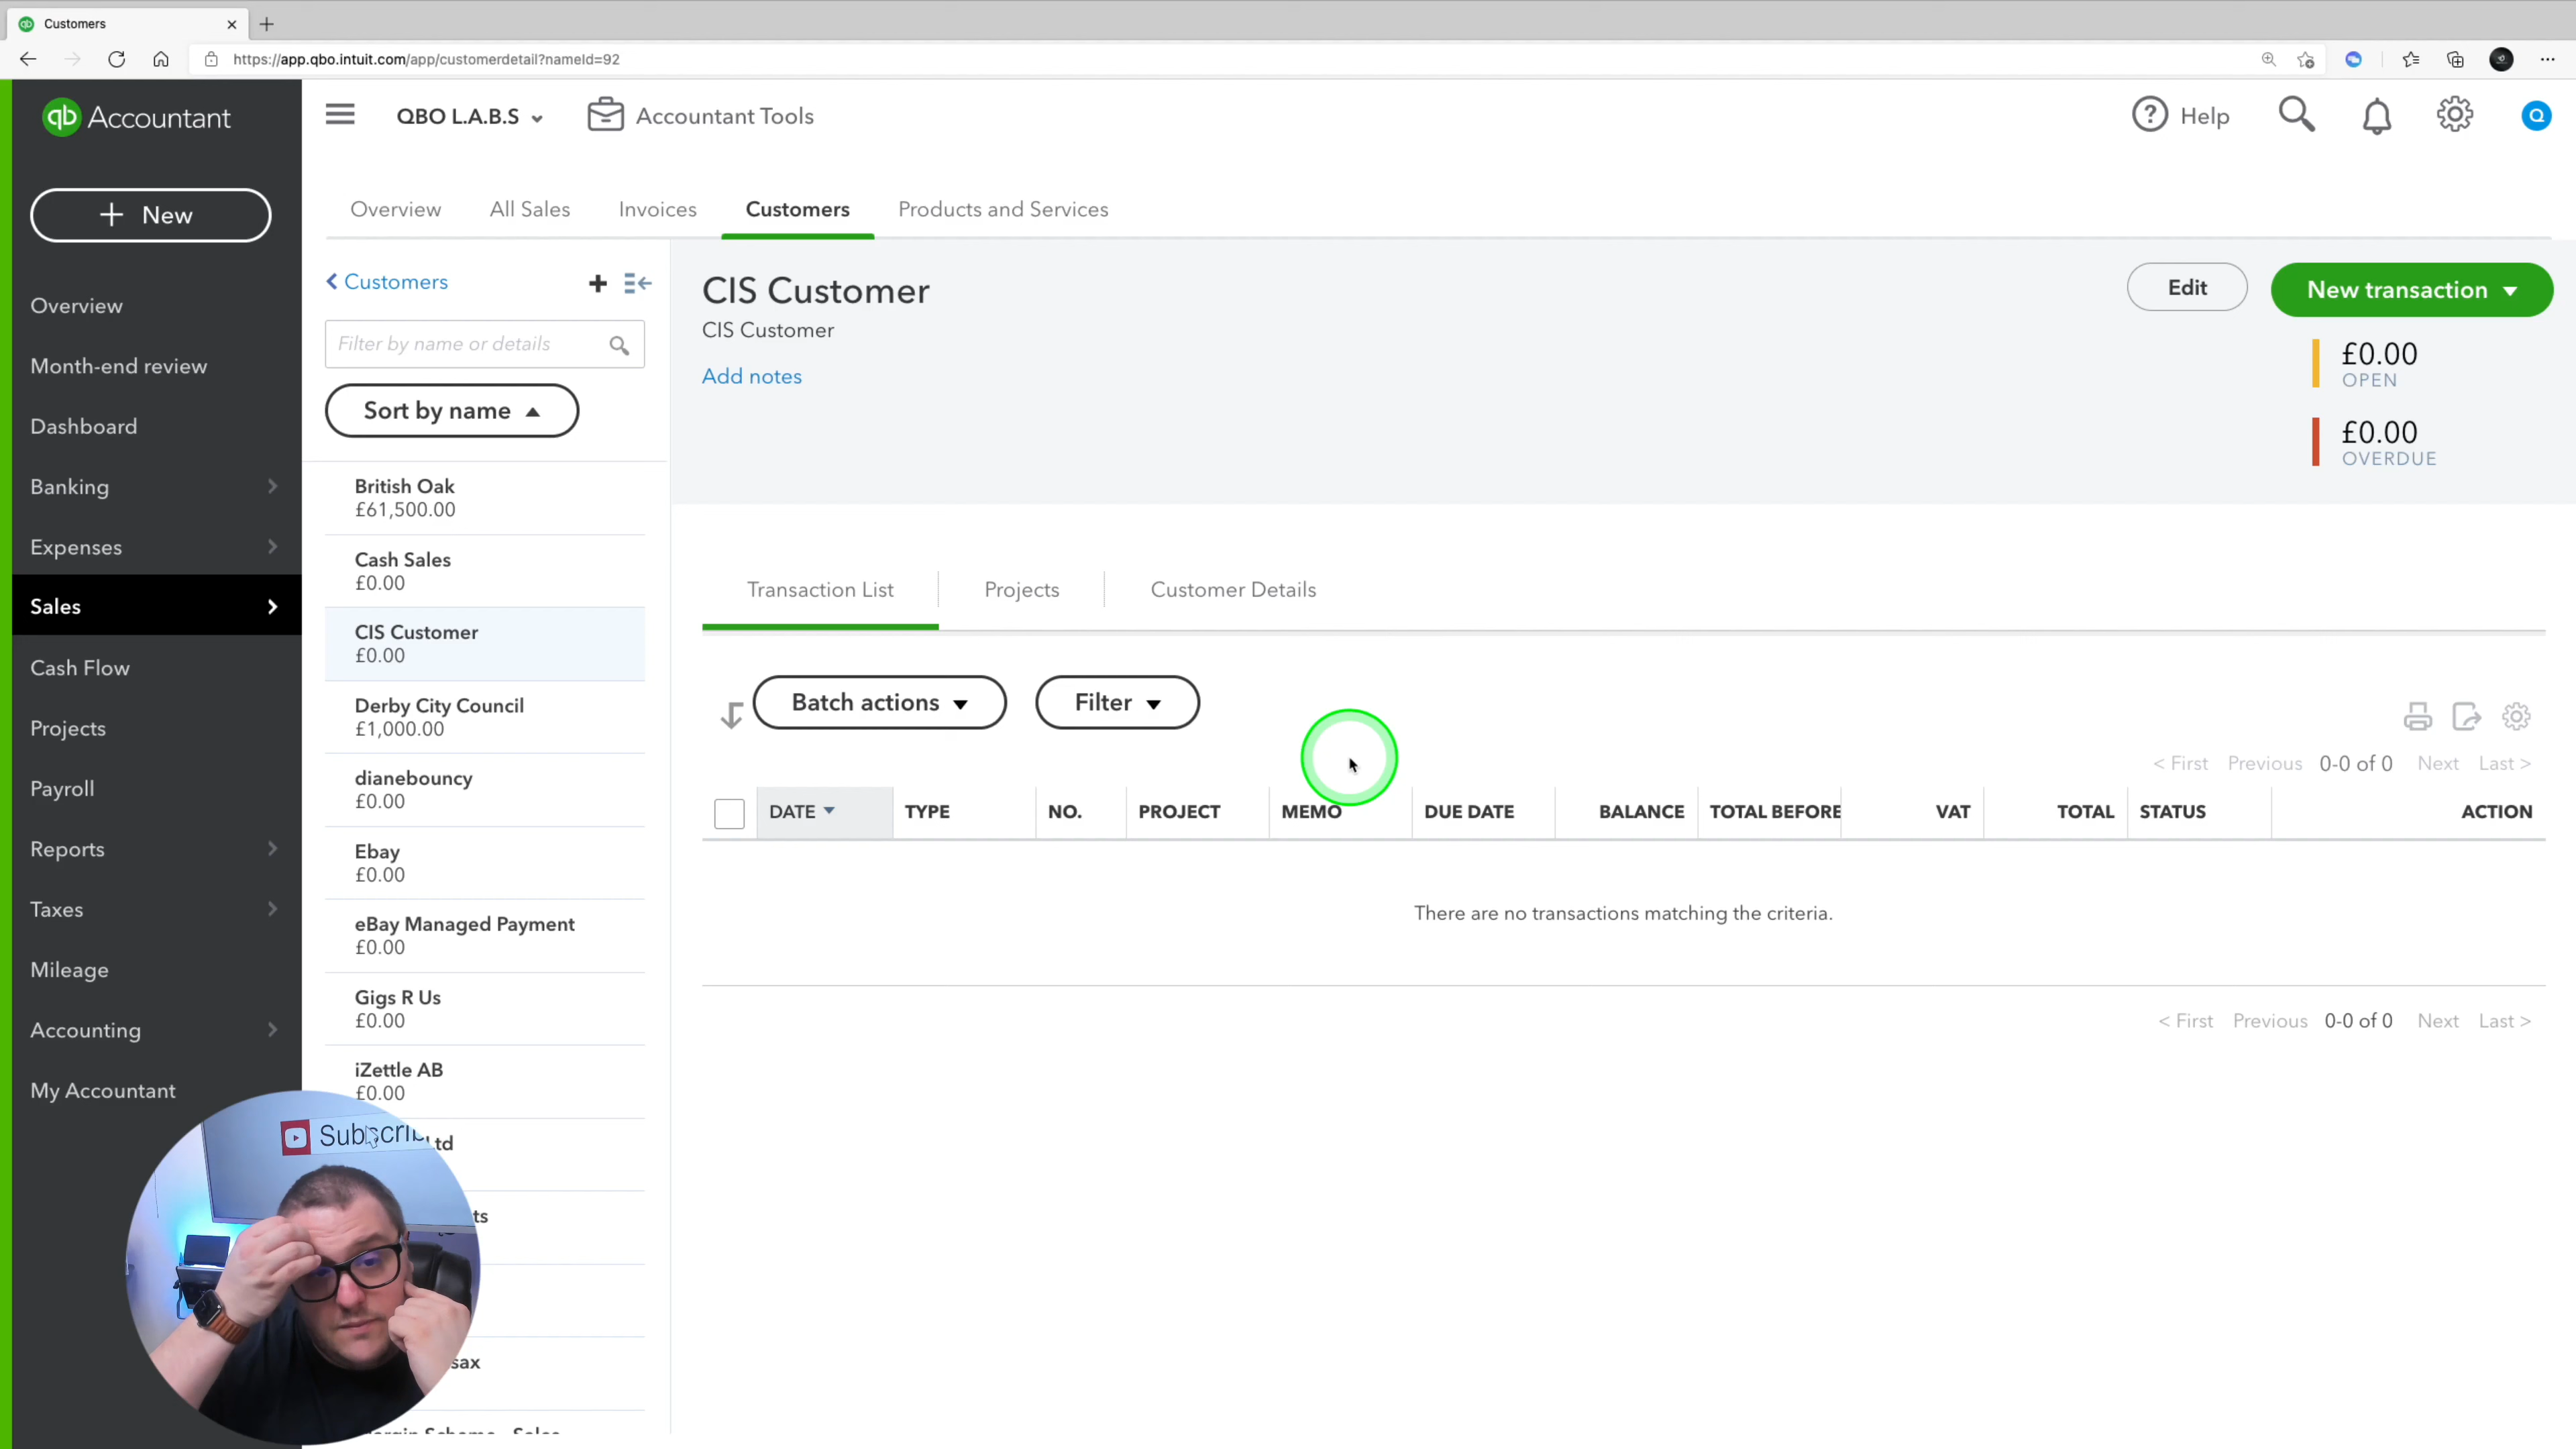 Customers
https://app.qbo.intuit.com/app/customerdetail?nameId=92
qb Accountant
QBO L.A.B.S
Accountant Tools
? Help
Q
+ New
Overview
Month-end review
Dashboard
Banking
Expenses
Sales
Cash Flow
Projects
Payroll
Reports
Taxes
Mileage
Accounting
My Accountant
Overview
All Sales
Invoices
Customers
Products and Services
< Customers
Filter by name or details
Sort by name
British Oak
£61,500.00
Cash Sales
£0.00
CIS Customer
£0.00
Derby City Council
£1,000.00
dianebouncy
£0.00
Ebay
£0.00
eBay Managed Payment
£0.00
Gigs R Us
£0.00
iZettle AB
£0.00
CIS Customer
CIS Customer
Add notes
Edit
New transaction
£0.00
OPEN
£0.00
OVERDUE
Transaction List
Projects
Customer Details
Batch actions
Filter
< First Previous 0-0 of 0 Next Last >
DATE TYPE NO. PROJECT MEMO DUE DATE BALANCE TOTAL BEFORE VAT TOTAL STATUS ACTION
There are no transactions matching the criteria.
< First Previous 0-0 of 0 Next Last >